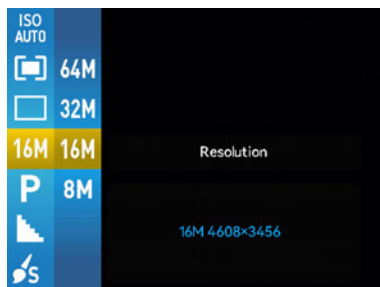 ISO
AUTO
64M
32M
16M 16M Resolution
P 8M
16M 4608×3456
S